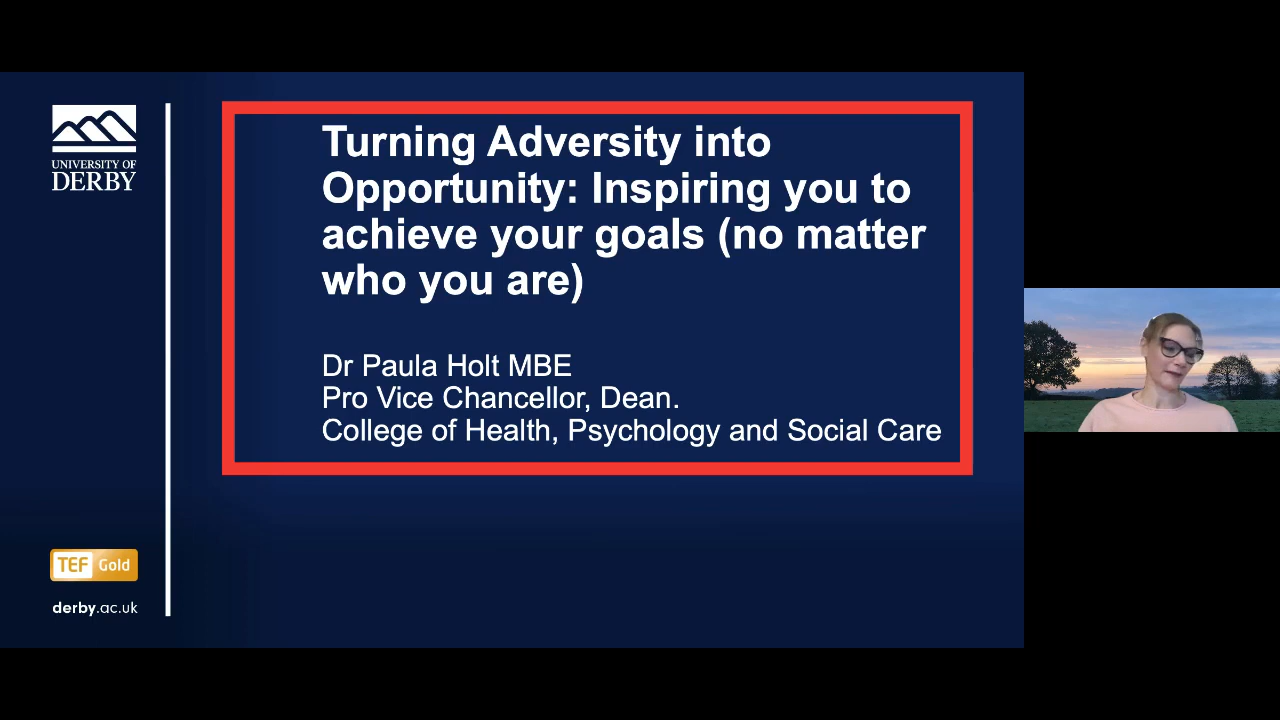 UNIVERSITY OF
DERBY
Turning Adversity into
Opportunity: Inspiring you to
achieve your goals (no matter
who you are)
Dr Paula Holt MBE
Pro Vice Chancellor, Dean.
College of Health, Psychology and Social Care
TEF Gold
derby.ac.uk